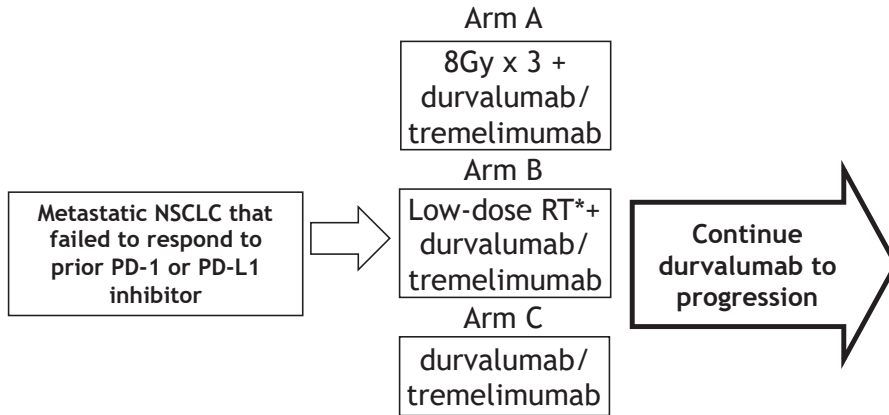 Arm A
8Gy x 3 +
durvalumab/
tremelimumab
Arm B
Metastatic NSCLC that
failed to respond to
prior PD-1 or PD-L1
inhibitor
Low-dose RT*+
durvalumab/
tremelimumab
Continue
durvalumab to
progression
Arm C
durvalumab/
tremelimumab